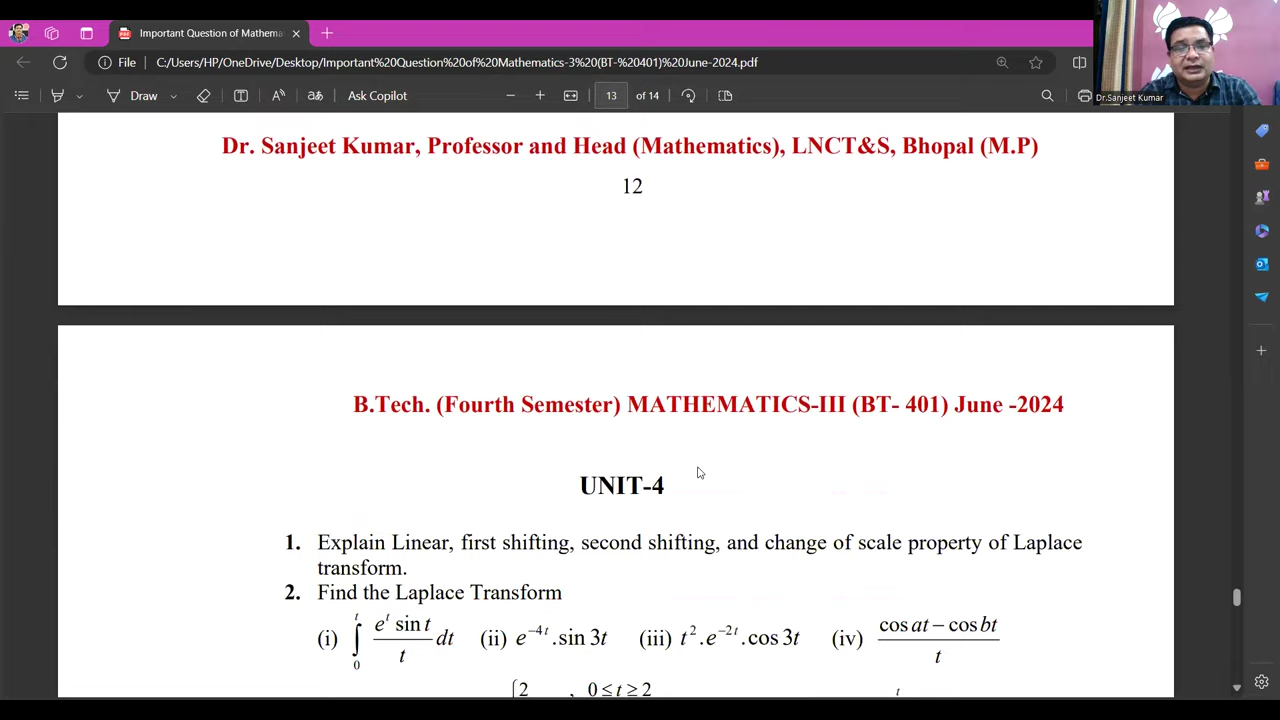 Important Question of Mathema
File
C:/Users/HP/OneDrive/Desktop/Important%20Question%20of%20Mathematics-3%20(BT-%20401)%20June-2024.pdf
Draw
Ask Copilot
13 of 14
Dr.Sanjeet Kumar
Dr. Sanjeet Kumar, Professor and Head (Mathematics), LNCT&S, Bhopal (M.P)
12
B.Tech. (Fourth Semester) MATHEMATICS-III (BT- 401) June -2024
UNIT-4
1. Explain Linear, first shifting, second shifting, and change of scale property of Laplace
transform.
2. Find the Laplace Transform
(i) ∫₀ᵗ (eᵗ sin t)/t dt (ii) e⁻⁴ᵗ.sin 3t (iii) t².e⁻²ᵗ.cos 3t (iv) (cos at − cos bt)/t
{2 , 0 ≤ t ≥ 2